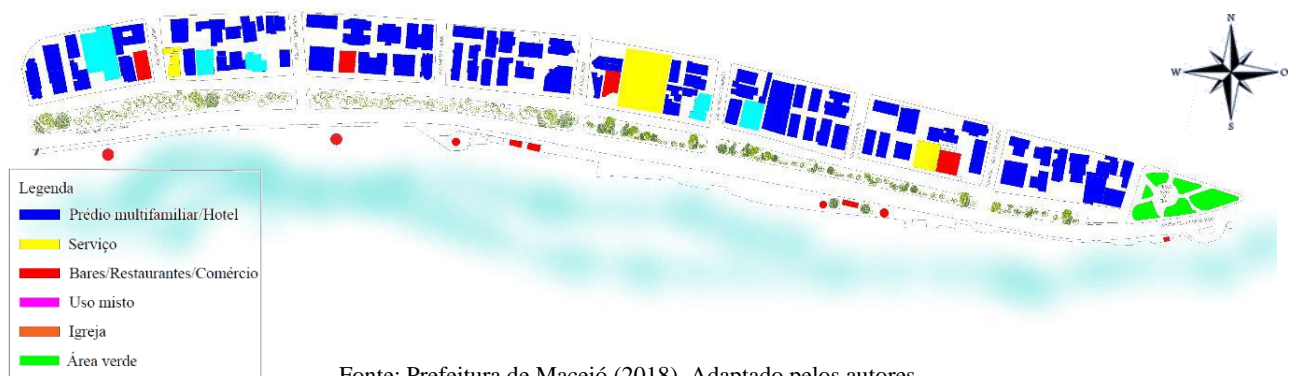 N
W
O
S
Legenda
Prédio multifamiliar/Hotel
Serviço
Bares/Restaurantes/Comércio
Uso misto
Igreja
Área verde
Fonte: Prefeitura de Maceió (2018). Adaptado pelos autores